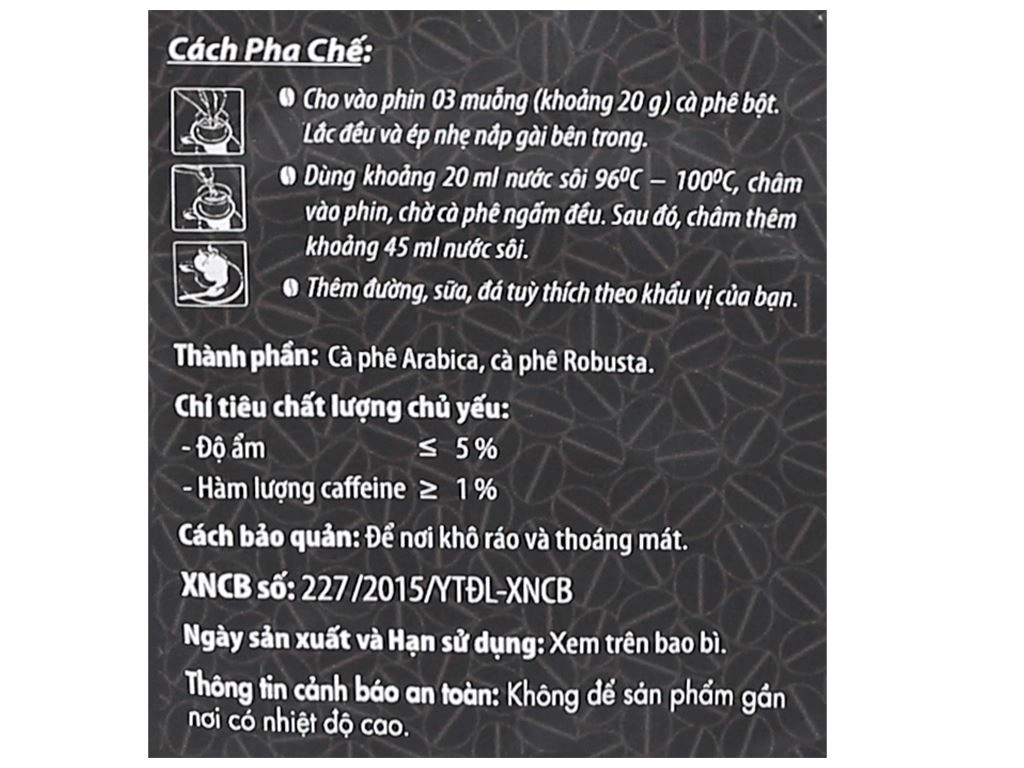 Cách Pha Chế:
Cho vào phin 03 muỗng (khoảng 20 g) cà phê bột.
Lắc đều và ép nhẹ nắp gài bên trong.
Dùng khoảng 20 ml nước sôi 96ºC – 100ºC, châm
vào phin, chờ cà phê ngấm đều. Sau đó, châm thêm
khoảng 45 ml nước sôi.
Thêm đường, sữa, đá tuỳ thích theo khẩu vị của bạn.
Thành phần: Cà phê Arabica, cà phê Robusta.
Chỉ tiêu chất lượng chủ yếu:
- Độ ẩm ≤ 5 %
- Hàm lượng caffeine ≥ 1 %
Cách bảo quản: Để nơi khô ráo và thoáng mát.
XNCB số: 227/2015/YTĐL-XNCB
Ngày sản xuất và Hạn sử dụng: Xem trên bao bì.
Thông tin cảnh báo an toàn: Không để sản phẩm gần
nơi có nhiệt độ cao.